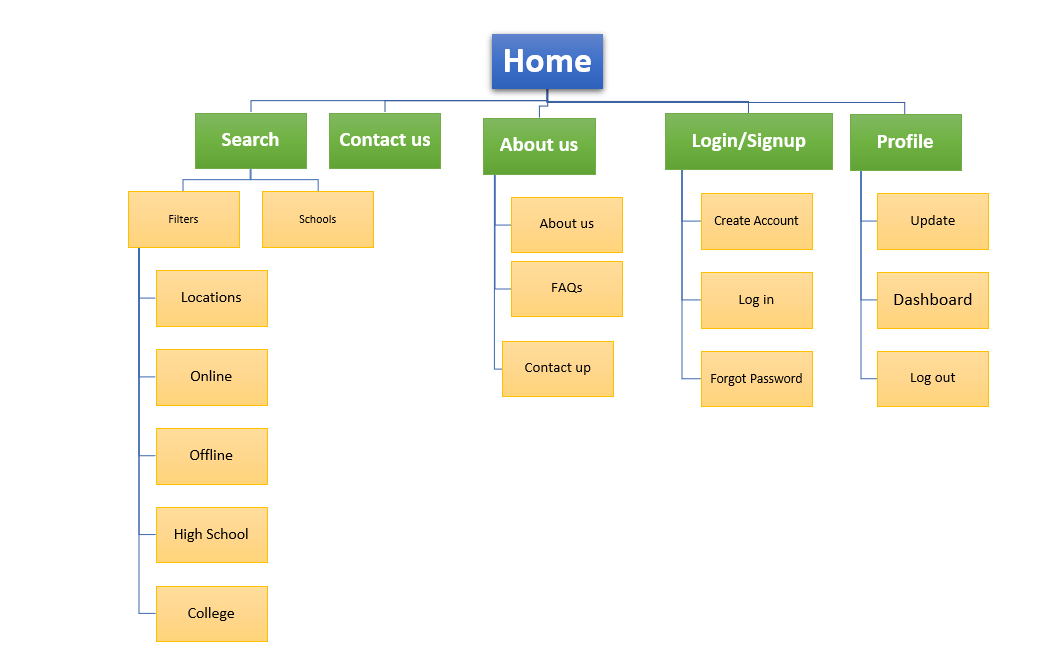 Home
Search
Contact us
About us
Login/Signup
Profile
Filters
Schools
Locations
Online
Offline
High School
College
About us
FAQs
Contact up
Create Account
Log in
Forgot Password
Update
Dashboard
Log out